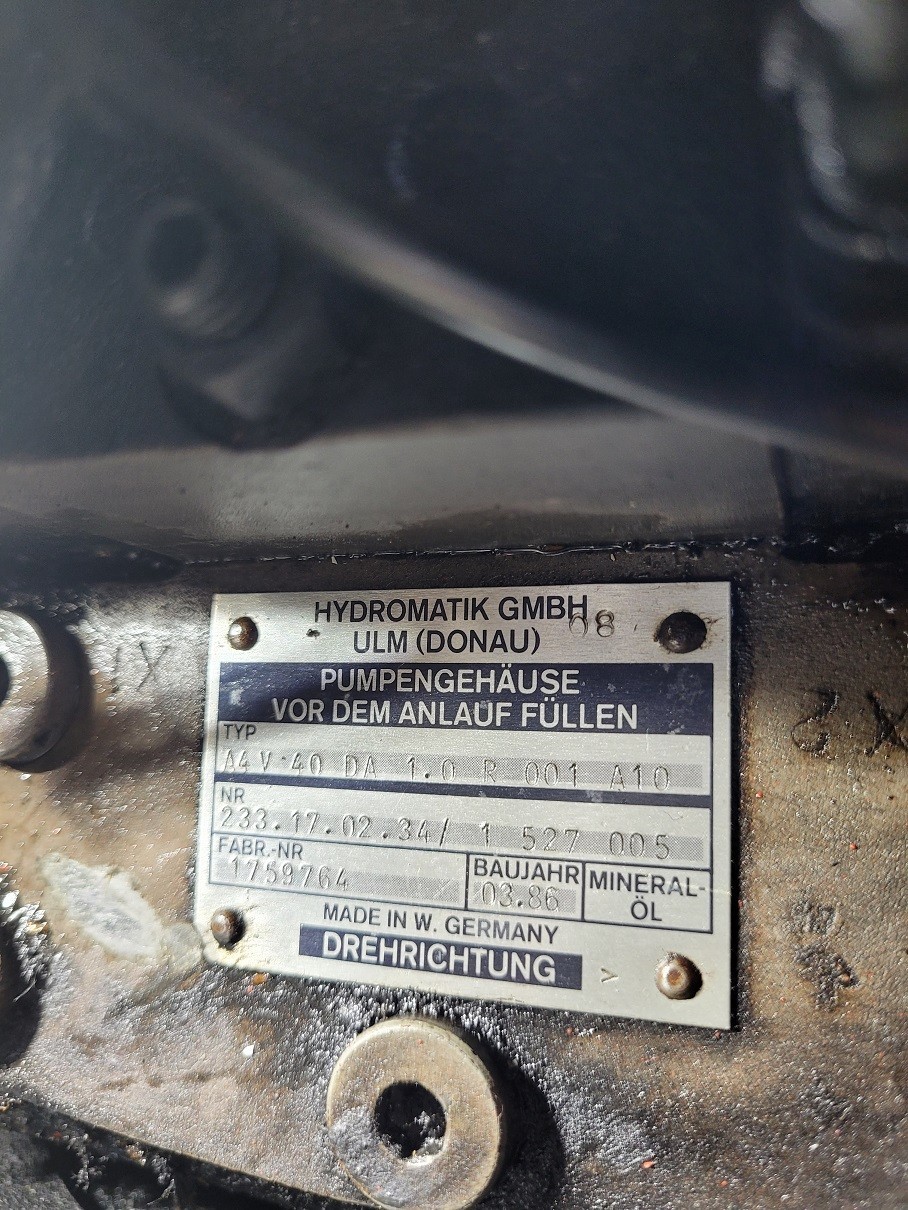 HYDROMATIK GMBH
ULM (DONAU) 08
PUMPENGEHÄUSE
VOR DEM ANLAUF FÜLLEN
TYP
A4 V 40 DA 1.0 R 001 A10
NR
233.17.02.34/ 1 527 005
FABR.-NR
1759764
BAUJAHR
03.86
MINERAL-
ÖL
MADE IN W. GERMANY
DREHRICHTUNG >